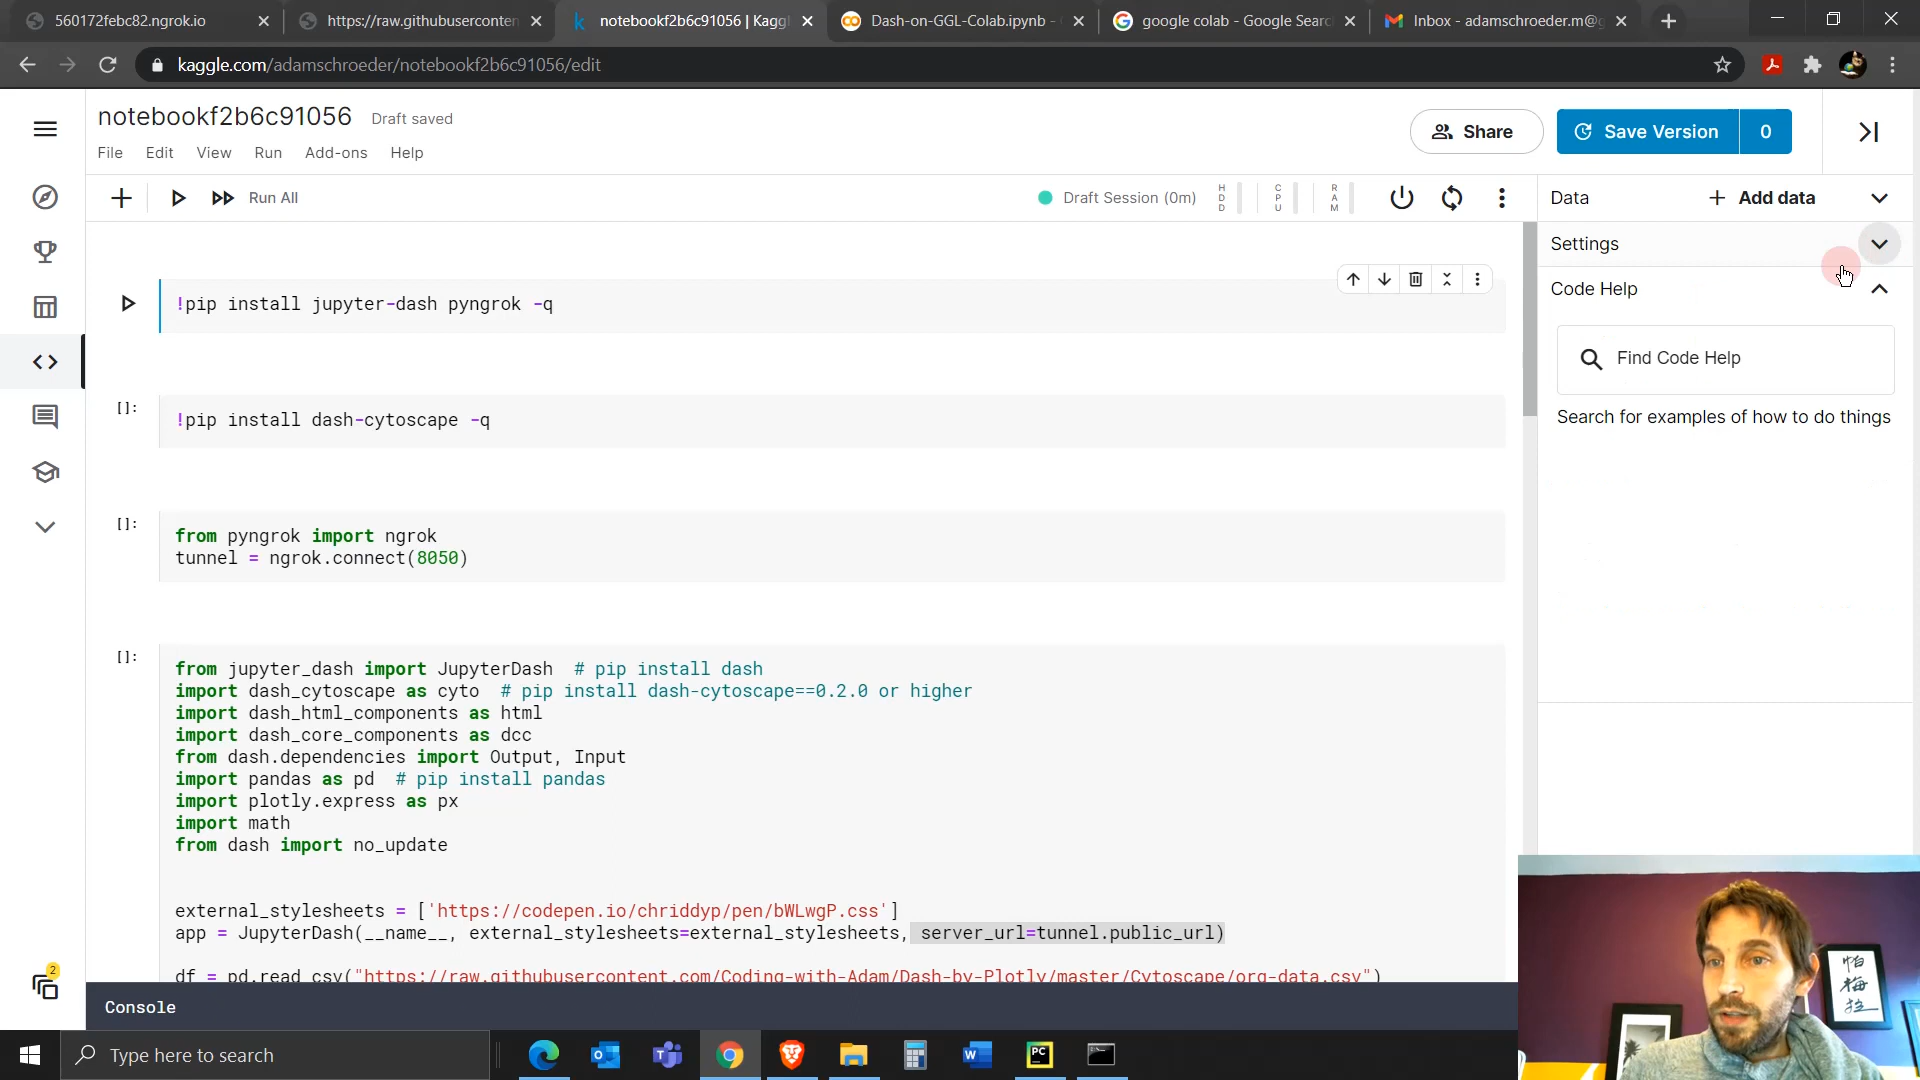 560172febc82.ngrok.io
https://raw.githubuserconten
notebookf2b6c91056 | Kaggl
Dash-on-GGL-Colab.ipynb -
google colab - Google Searc
Inbox - adamschroeder.m@g
kaggle.com/adamschroeder/notebookf2b6c91056/edit
notebookf2b6c91056
Draft saved
File Edit View Run Add-ons Help
Share
Save Version
0
Run All
Draft Session (0m)
HDD
CPU
RAM
Data
Add data
Settings
Code Help
Find Code Help
Search for examples of how to do things
!pip install jupyter-dash pyngrok -q
[]:
!pip install dash-cytoscape -q
[]:
from pyngrok import ngrok
tunnel = ngrok.connect(8050)
[]:
from jupyter_dash import JupyterDash  # pip install dash
import dash_cytoscape as cyto  # pip install dash-cytoscape==0.2.0 or higher
import dash_html_components as html
import dash_core_components as dcc
from dash.dependencies import Output, Input
import pandas as pd  # pip install pandas
import plotly.express as px
import math
from dash import no_update
external_stylesheets = ['https://codepen.io/chriddyp/pen/bWLwgP.css']
app = JupyterDash(__name__, external_stylesheets=external_stylesheets, server_url=tunnel.public_url)
df = pd.read_csv("https://raw.githubusercontent.com/Coding-with-Adam/Dash-by-Plotly/master/Cytoscape/org-data.csv")
2
Console
帕
梅
拉
Type here to search